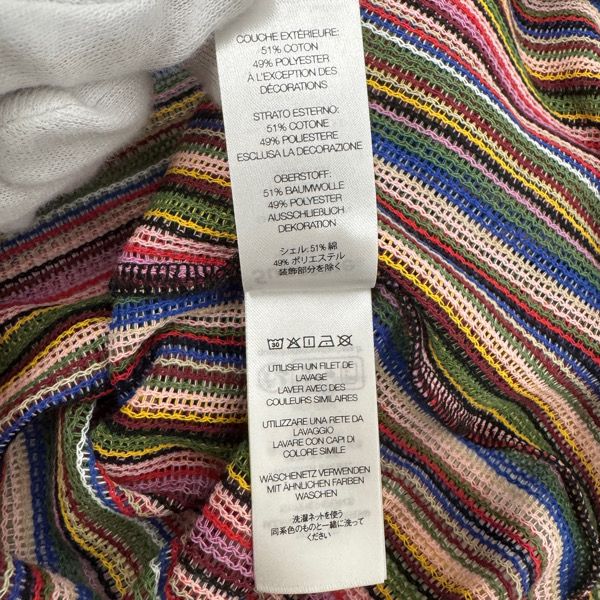 COUCHE EXTÉRIEURE:
51% COTON
49% POLYESTER
À L'EXCEPTION DES
DÉCORATIONS
STRATO ESTERNO:
51% COTONE
49% POLIESTERE
ESCLUSA LA DECORAZIONE
OBERSTOFF:
51% BAUMWOLLE
49% POLYESTER
AUSSCHLIEBLICH
DEKORATION
シェル: 51% 綿
49% ポリエステル
装飾部分を除く
30
UTILISER UN FILET DE
LAVAGE
LAVER AVEC DES
COULEURS SIMILAIRES
UTILIZZARE UNA RETE DA
LAVAGGIO
LAVARE CON CAPI DI
COLORE SIMILE
WÄSCHENETZ VERWENDEN
MIT ÄHNLICHEN FARBEN
WASCHEN
洗濯ネットを使う
同系色のものと一緒に洗って
ください